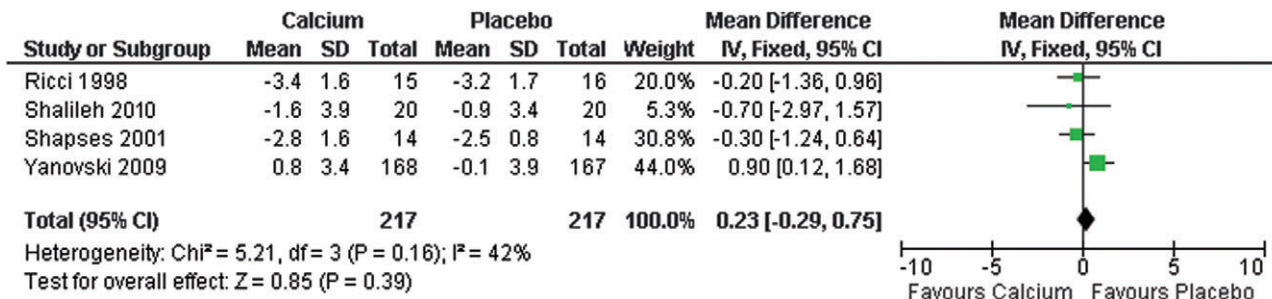 Calcium Placebo Mean Difference Mean Difference
Study or Subgroup Mean SD Total Mean SD Total Weight IV, Fixed, 95% CI IV, Fixed, 95% CI
Ricci 1998 -3.4 1.6 15 -3.2 1.7 16 20.0% -0.20 [-1.36, 0.96]
Shalileh 2010 -1.6 3.9 20 -0.9 3.4 20 5.3% -0.70 [-2.97, 1.57]
Shapses 2001 -2.8 1.6 14 -2.5 0.8 14 30.8% -0.30 [-1.24, 0.64]
Yanovski 2009 0.8 3.4 168 -0.1 3.9 167 44.0% 0.90 [0.12, 1.68]
Total (95% CI) 217 217 100.0% 0.23 [-0.29, 0.75]
Heterogeneity: Chi² = 5.21, df = 3 (P = 0.16); I² = 42%
Test for overall effect: Z = 0.85 (P = 0.39)
-10 -5 0 5 10
Favours Calcium Favours Placebo